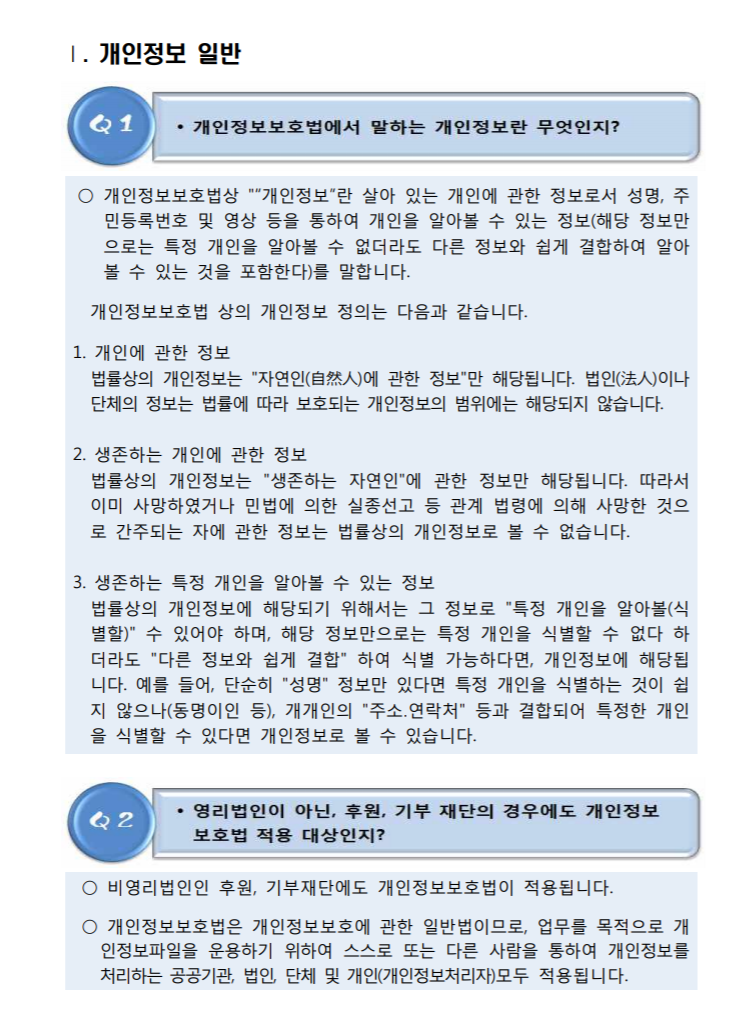 Ⅰ. 개인정보 일반
Q1
• 개인정보보호법에서 말하는 개인정보란 무엇인지?
○ 개인정보보호법상 "“개인정보”란 살아 있는 개인에 관한 정보로서 성명, 주
민등록번호 및 영상 등을 통하여 개인을 알아볼 수 있는 정보(해당 정보만
으로는 특정 개인을 알아볼 수 없더라도 다른 정보와 쉽게 결합하여 알아
볼 수 있는 것을 포함한다)를 말합니다.
개인정보보호법 상의 개인정보 정의는 다음과 같습니다.
1. 개인에 관한 정보
법률상의 개인정보는 "자연인(自然人)에 관한 정보"만 해당됩니다. 법인(法人)이나
단체의 정보는 법률에 따라 보호되는 개인정보의 범위에는 해당되지 않습니다.
2. 생존하는 개인에 관한 정보
법률상의 개인정보는 "생존하는 자연인"에 관한 정보만 해당됩니다. 따라서
이미 사망하였거나 민법에 의한 실종선고 등 관계 법령에 의해 사망한 것으
로 간주되는 자에 관한 정보는 법률상의 개인정보로 볼 수 없습니다.
3. 생존하는 특정 개인을 알아볼 수 있는 정보
법률상의 개인정보에 해당되기 위해서는 그 정보로 "특정 개인을 알아볼(식
별할)" 수 있어야 하며, 해당 정보만으로는 특정 개인을 식별할 수 없다 하
더라도 "다른 정보와 쉽게 결합" 하여 식별 가능하다면, 개인정보에 해당됩
니다. 예를 들어, 단순히 "성명" 정보만 있다면 특정 개인을 식별하는 것이 쉽
지 않으나(동명이인 등), 개개인의 "주소.연락처" 등과 결합되어 특정한 개인
을 식별할 수 있다면 개인정보로 볼 수 있습니다.
Q2
• 영리법인이 아닌, 후원, 기부 재단의 경우에도 개인정보
보호법 적용 대상인지?
○ 비영리법인인 후원, 기부재단에도 개인정보보호법이 적용됩니다.
○ 개인정보보호법은 개인정보보호에 관한 일반법이므로, 업무를 목적으로 개
인정보파일을 운용하기 위하여 스스로 또는 다른 사람을 통하여 개인정보를
처리하는 공공기관, 법인, 단체 및 개인(개인정보처리자)모두 적용됩니다.